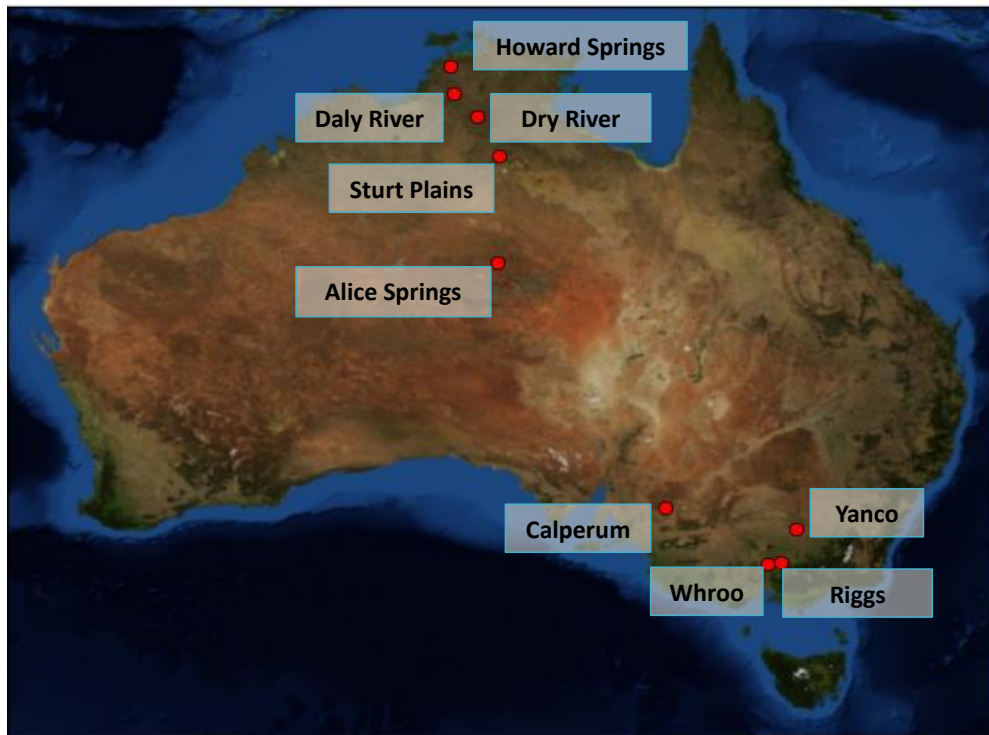 Howard Springs
Daly River
Dry River
Sturt Plains
Alice Springs
Calperum
Yanco
Whroo
Riggs